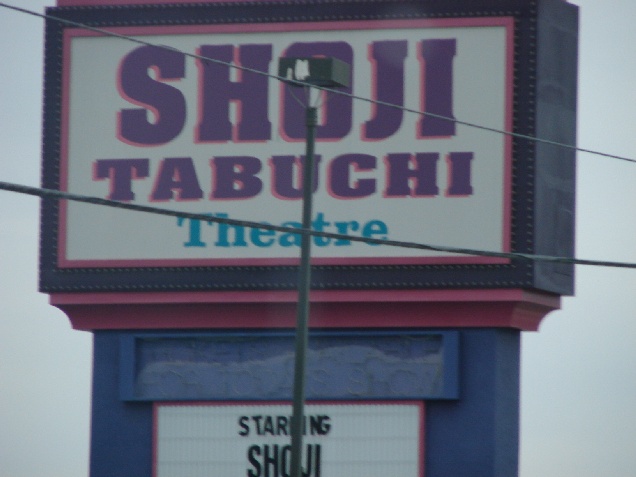 SHOJI
TABUCHI
Theatre
STARRING
SHOJI